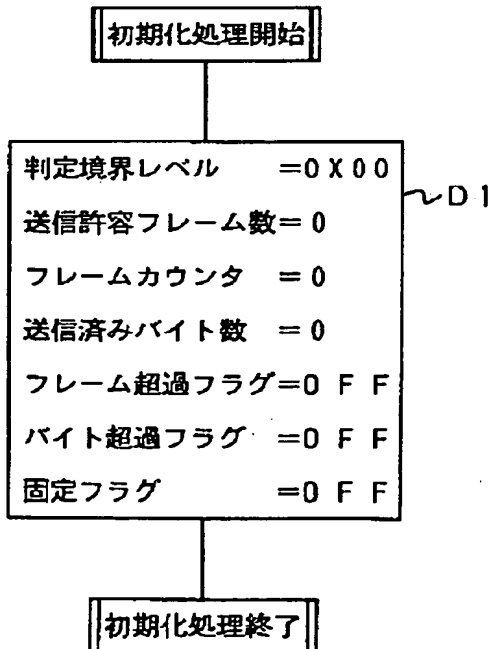 初期化処理開始
判定境界レベル =0X00
D1
送信許容フレーム数=0
フレームカウンタ =0
送信済みバイト数 =0
フレーム超過フラグ=OFF
バイト超過フラグ =OFF
固定フラグ =OFF
初期化処理終了